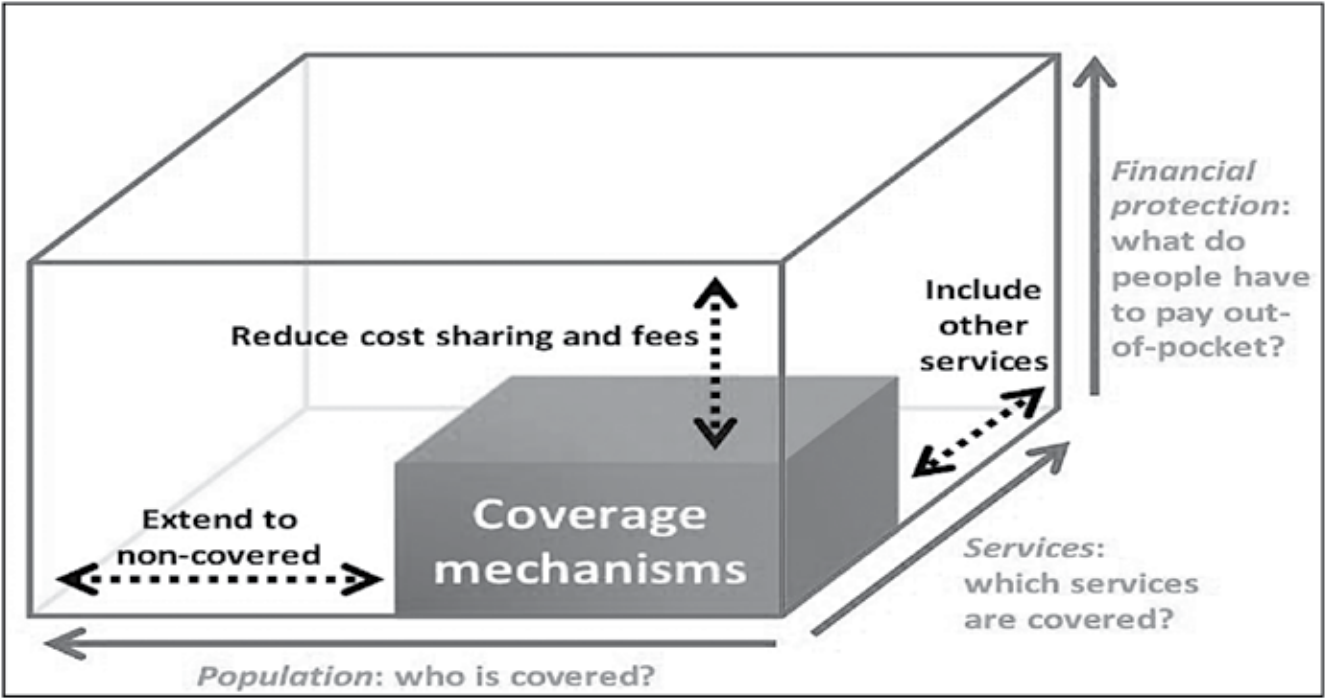 Financial
protection:
what do
people have
to pay out-
of-pocket?
Include
other
services
Reduce cost sharing and fees
Coverage
mechanisms
Extend to
non-covered
Services:
which services
are covered?
Population: who is covered?